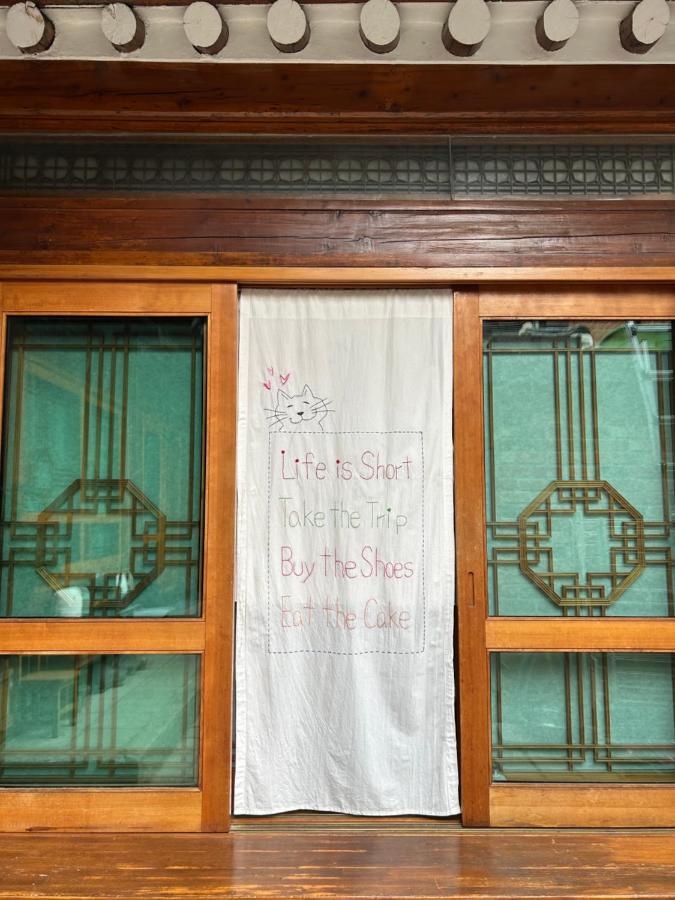 Life is Short
Take the Trip
Buy the Shoes
Eat the Cake